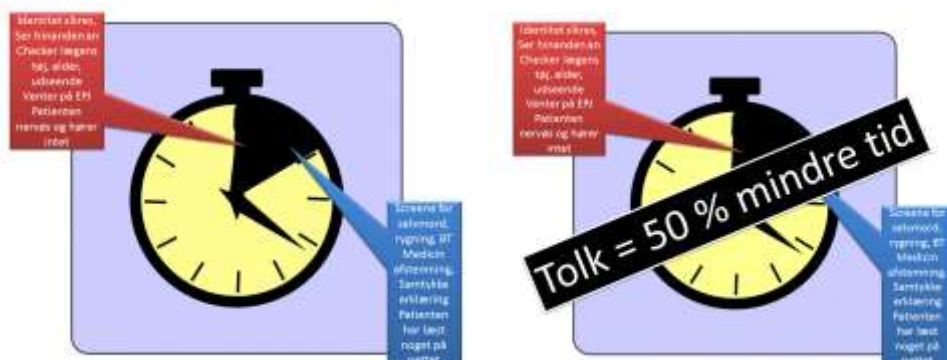 Identitet sikres,
Ser hinanden an
Checker lægens
tøj, alder,
udseende
Venter på EPJ
Patienten
nervøs og hører
intet
Screene for
selvmord,
rygning, BT
Medicin
afstemning,
Samtykke
erklæring
Patienten
har læst
noget på
nettet
Identitet sikres,
Ser hinanden an
Checker lægens
tøj, alder,
udseende
Venter på EPJ
Patienten
nervøs og hører
intet
Tolk = 50 % mindre tid
Screene for
selvmord,
rygning, BT
Medicin
afstemning,
Samtykke
erklæring
Patienten
har læst
noget på
nettet